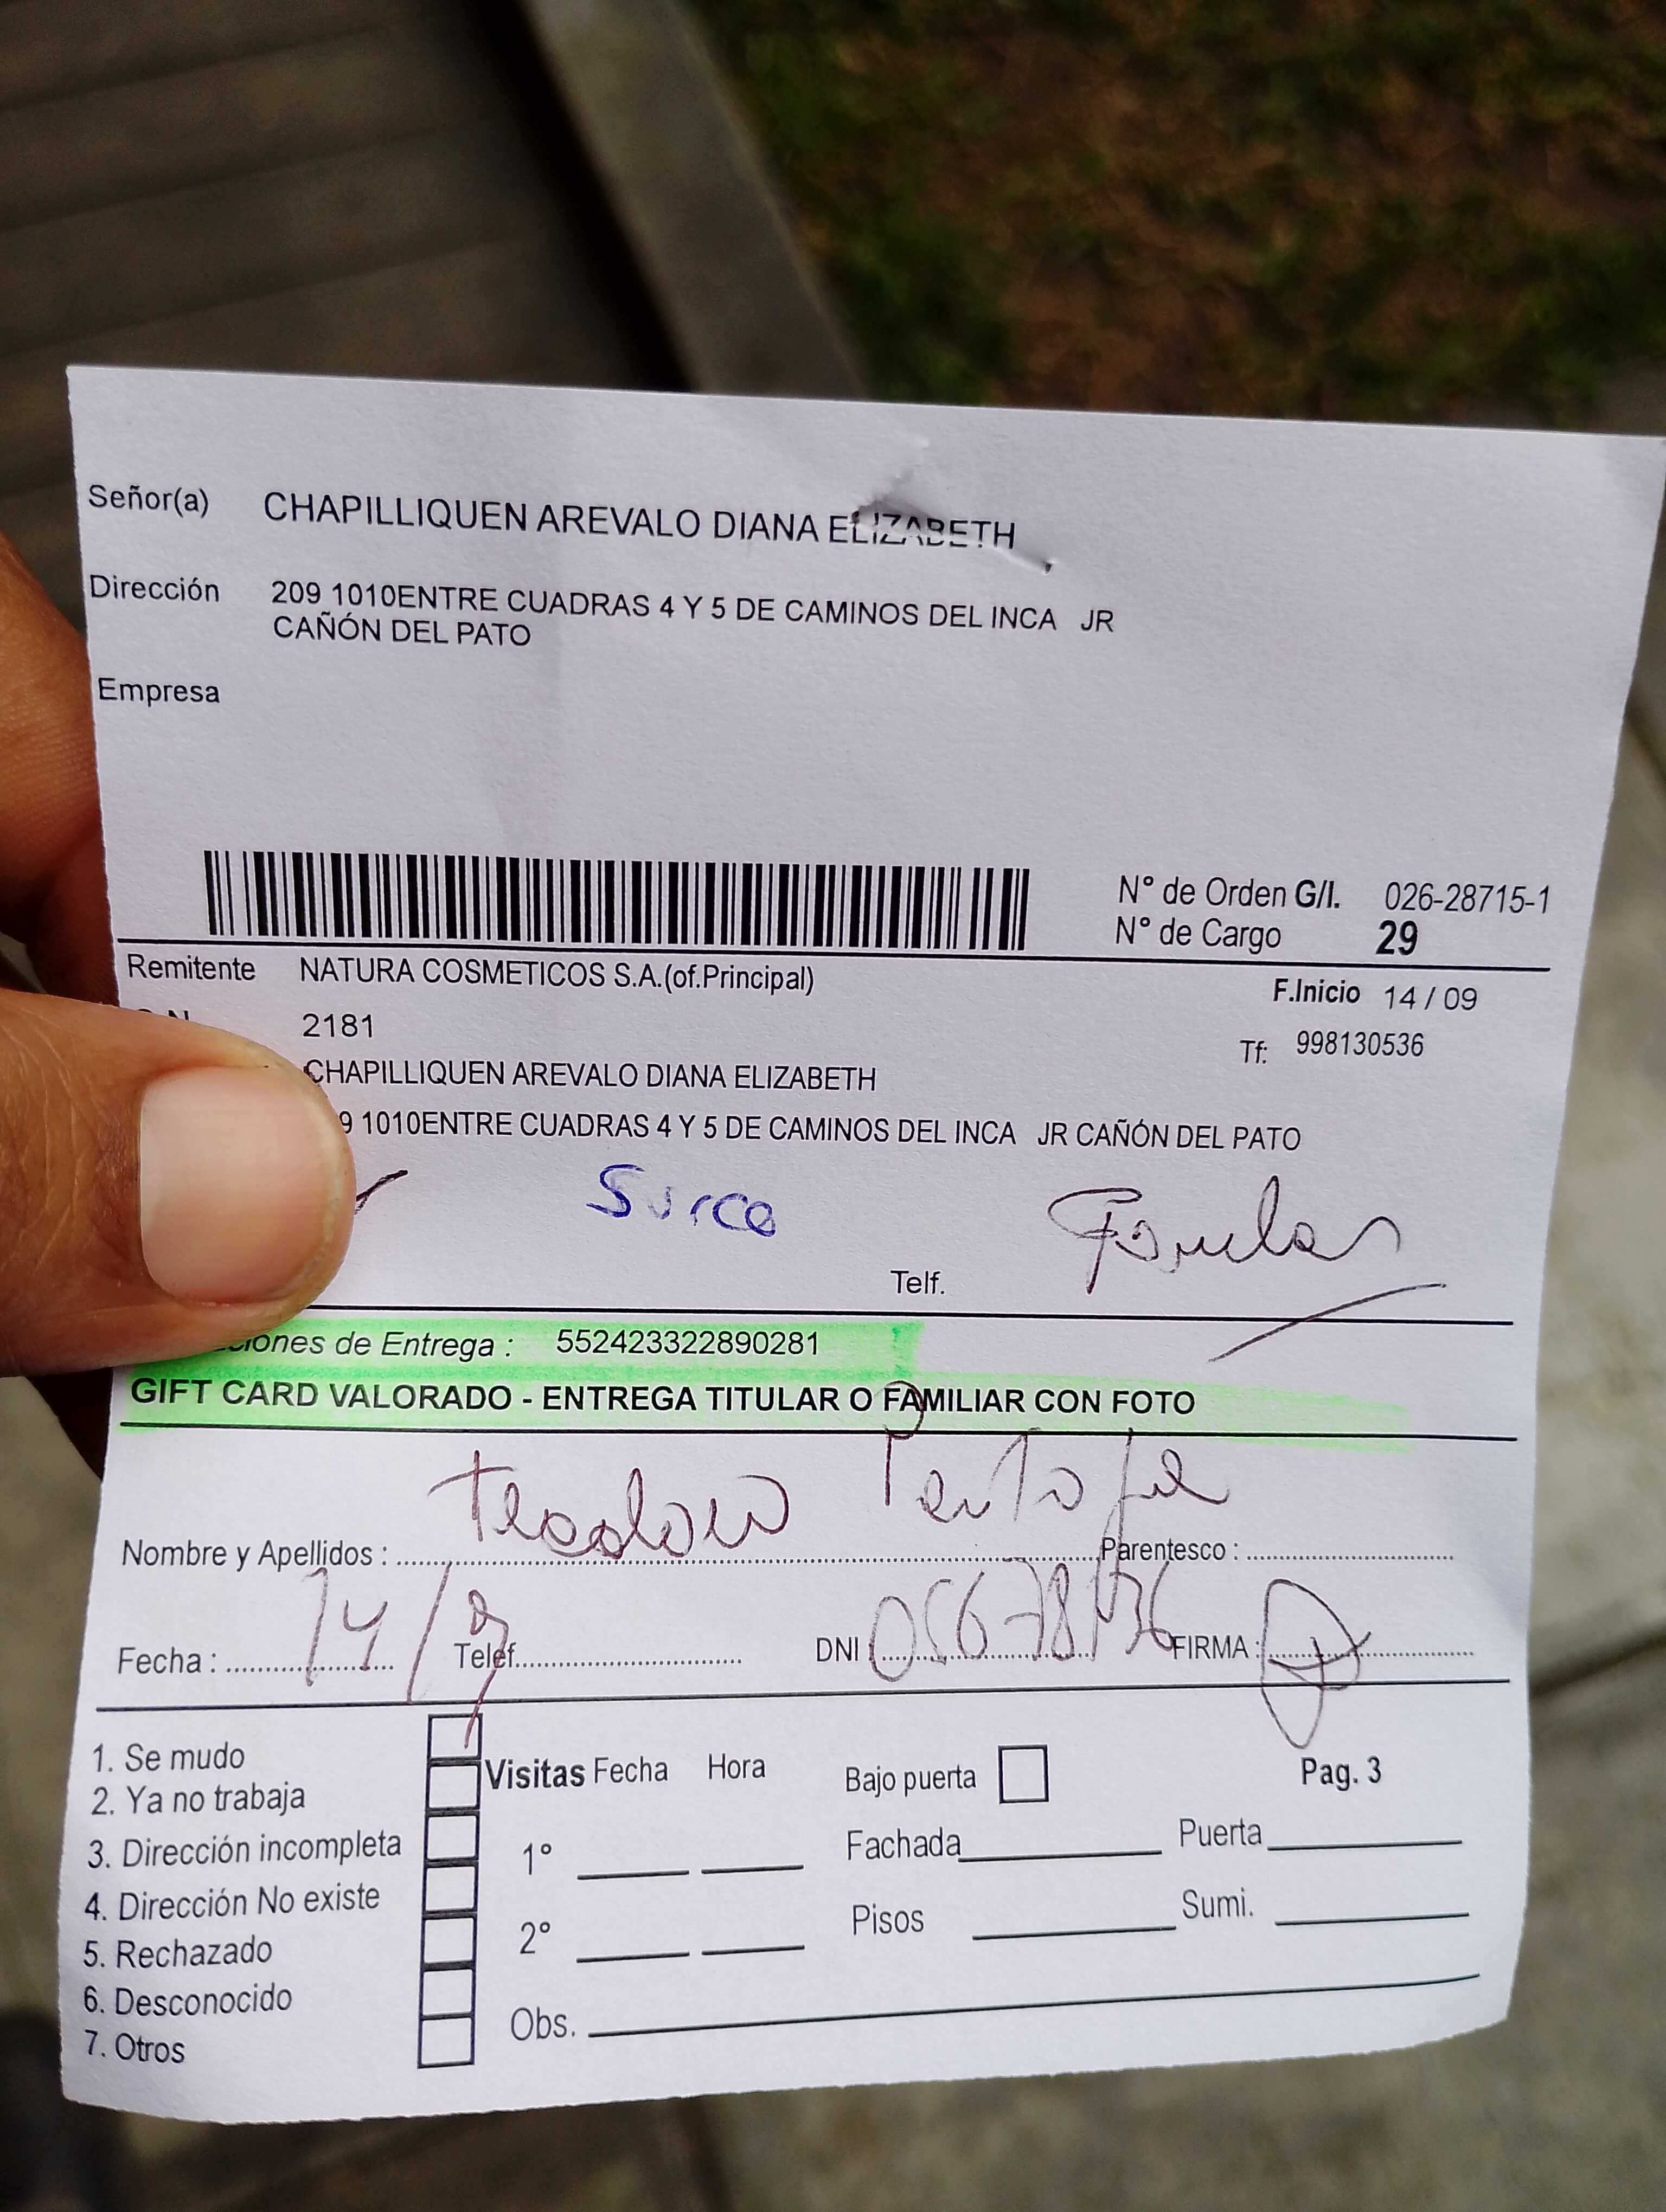 Señor(a) CHAPILLIQUEN AREVALO DIANA ELIZABETH
Dirección 209 1010ENTRE CUADRAS 4 Y 5 DE CAMINOS DEL INCA JR
CAÑÓN DEL PATO
Empresa
N° de Orden G/I. 026-28715-1
N° de Cargo 29
Remitente NATURA COSMETICOS S.A.(of.Principal)
F.Inicio 14 / 09
2181
Tf: 998130536
CHAPILLIQUEN AREVALO DIANA ELIZABETH
9 1010ENTRE CUADRAS 4 Y 5 DE CAMINOS DEL INCA JR CAÑÓN DEL PATO
Surco
Telf.
iones de Entrega : 552423322890281
GIFT CARD VALORADO - ENTREGA TITULAR O FAMILIAR CON FOTO
Nombre y Apellidos : Teodoro Parentesco :
Fecha : 14/9 Telef. DNI FIRMA :
1. Se mudo
2. Ya no trabaja
3. Dirección incompleta
4. Dirección No existe
5. Rechazado
6. Desconocido
7. Otros
Visitas Fecha Hora
1°
2°
Obs.
Bajo puerta
Pag. 3
Fachada Puerta
Pisos Sumi.